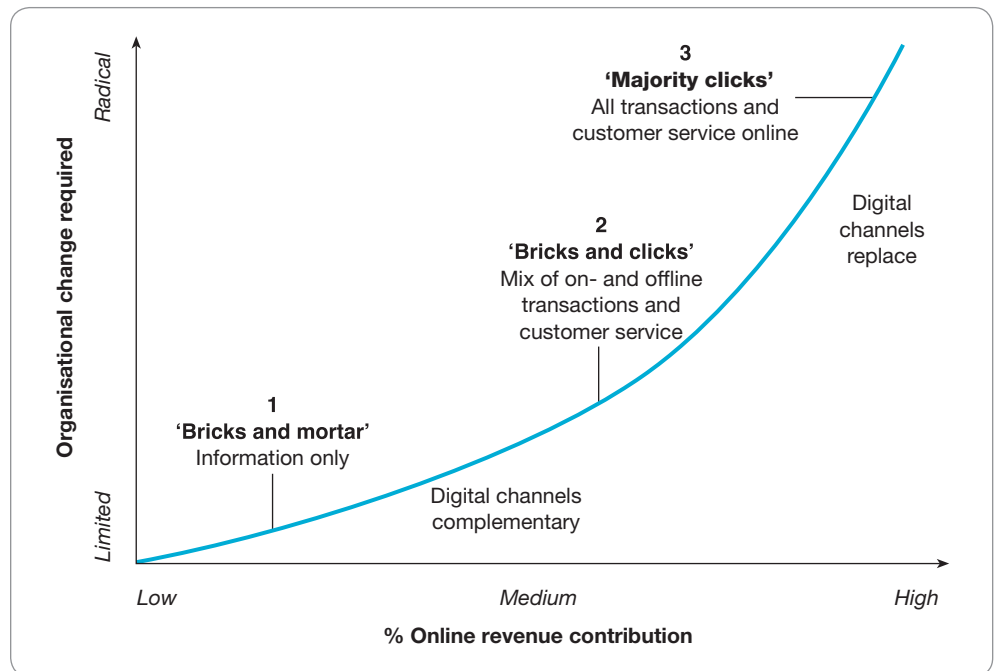 3
‘Majority clicks’
All transactions and
customer service online
Digital
channels
replace
2
‘Bricks and clicks’
Mix of on- and offline
transactions and
customer service
1
‘Bricks and mortar’
Information only
Digital channels
complementary
Organisational change required
Radical
Limited
Low
Medium
High
% Online revenue contribution